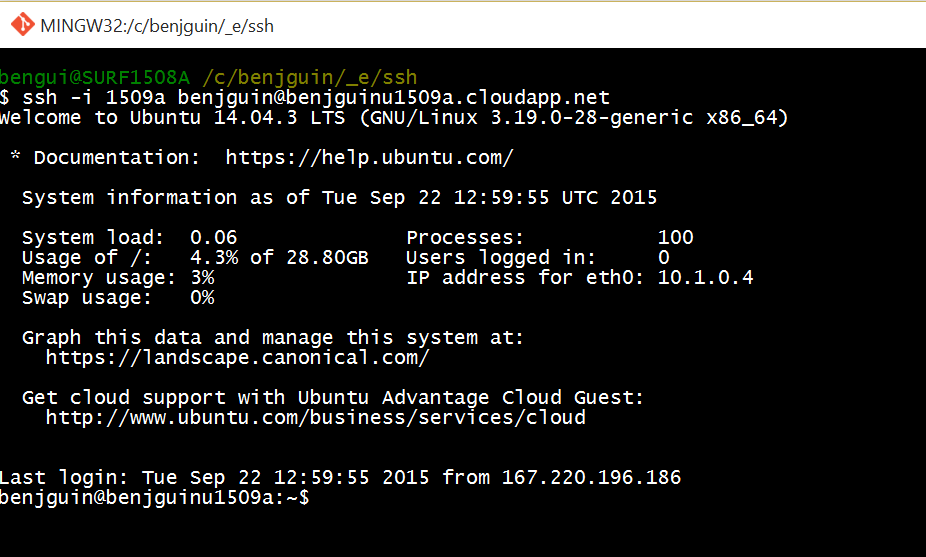 MINGW32:/c/benjguin/_e/ssh
bengui@SURF1508A /c/benjguin/_e/ssh
$ ssh -i 1509a benjguin@benjguinu1509a.cloudapp.net
Welcome to Ubuntu 14.04.3 LTS (GNU/Linux 3.19.0-28-generic x86_64)
* Documentation:  https://help.ubuntu.com/
System information as of Tue Sep 22 12:59:55 UTC 2015
System load:  0.06              Processes:           100
Usage of /:   4.3% of 28.80GB   Users logged in:     0
Memory usage: 3%                IP address for eth0: 10.1.0.4
Swap usage:   0%
Graph this data and manage this system at:
https://landscape.canonical.com/
Get cloud support with Ubuntu Advantage Cloud Guest:
http://www.ubuntu.com/business/services/cloud
Last login: Tue Sep 22 12:59:55 2015 from 167.220.196.186
benjguin@benjguinu1509a:~$